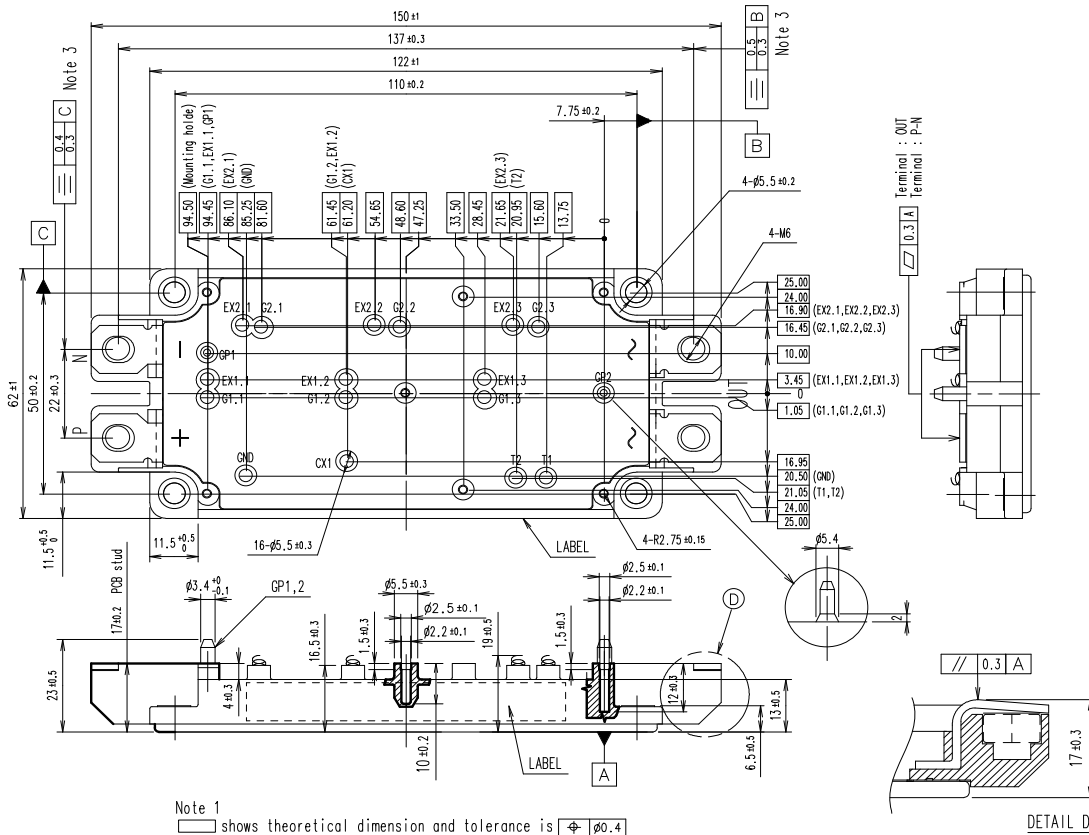 150 ±1
137 ±0.3
122 ±1
110 ±0.2
7.75 ±0.2
0.4
0.3
C
Note 3
0.5
0.3
B
Note 3
B
C
(Mounting holde)
(G1.1,EX1.1,GP1)
(EX2.1)
(GND)
(G1.2,EX1.2)
(CX1)
(EX2.3)
(T2)
94.50
94.45
86.10
85.25
81.60
61.45
61.20
54.65
48.60
47.25
33.50
28.45
21.65
20.95
15.60
13.75
0
4-ø5.5 ±0.2
4-M6
Terminal : OUT
Terminal : P-N
0.3 A
25.00
24.00
16.90 (EX2.1,EX2.2,EX2.3)
16.45 (G2.1,G2.2,G2.3)
10.00
3.45 (EX1.1,EX1.2,EX1.3)
0
1.05 (G1.1,G1.2,G1.3)
16.95
20.50 (GND)
21.05 (T1,T2)
24.00
25.00
62 ±1
50 ±0.2
22 ±0.3
N
P
−
+
~
~
OUT
EX2.1
G2.1
EX2.2
G2.2
EX2.3
G2.3
GP1
EX1.1
G1.1
EX1.2
G1.2
EX1.3
G1.3
GP2
GND
CX1
T2
T1
11.5 +0.5 0
11.5 +0.5 0
16-ø5.5 ±0.3
LABEL
4-R2.75 ±0.15
ø5.4
2
17±0.2 PCB stud
ø3.4 +0 -0.1
GP1,2
ø5.5±0.3
ø2.5 ±0.1
ø2.2 ±0.1
ø2.5 ±0.1
ø2.2 ±0.1
D
23 ±0.5
4 ±0.3
16.5 ±0.3
1.5±0.3
10 ±0.2
19 ±0.5
1.5±0.3
12 ±0.3
13 ±0.5
6.5 ±0.5
LABEL
A
// 0.3 A
17 ±0.3
DETAIL D
Note 1
shows theoretical dimension and tolerance is ⌖ ø0.4